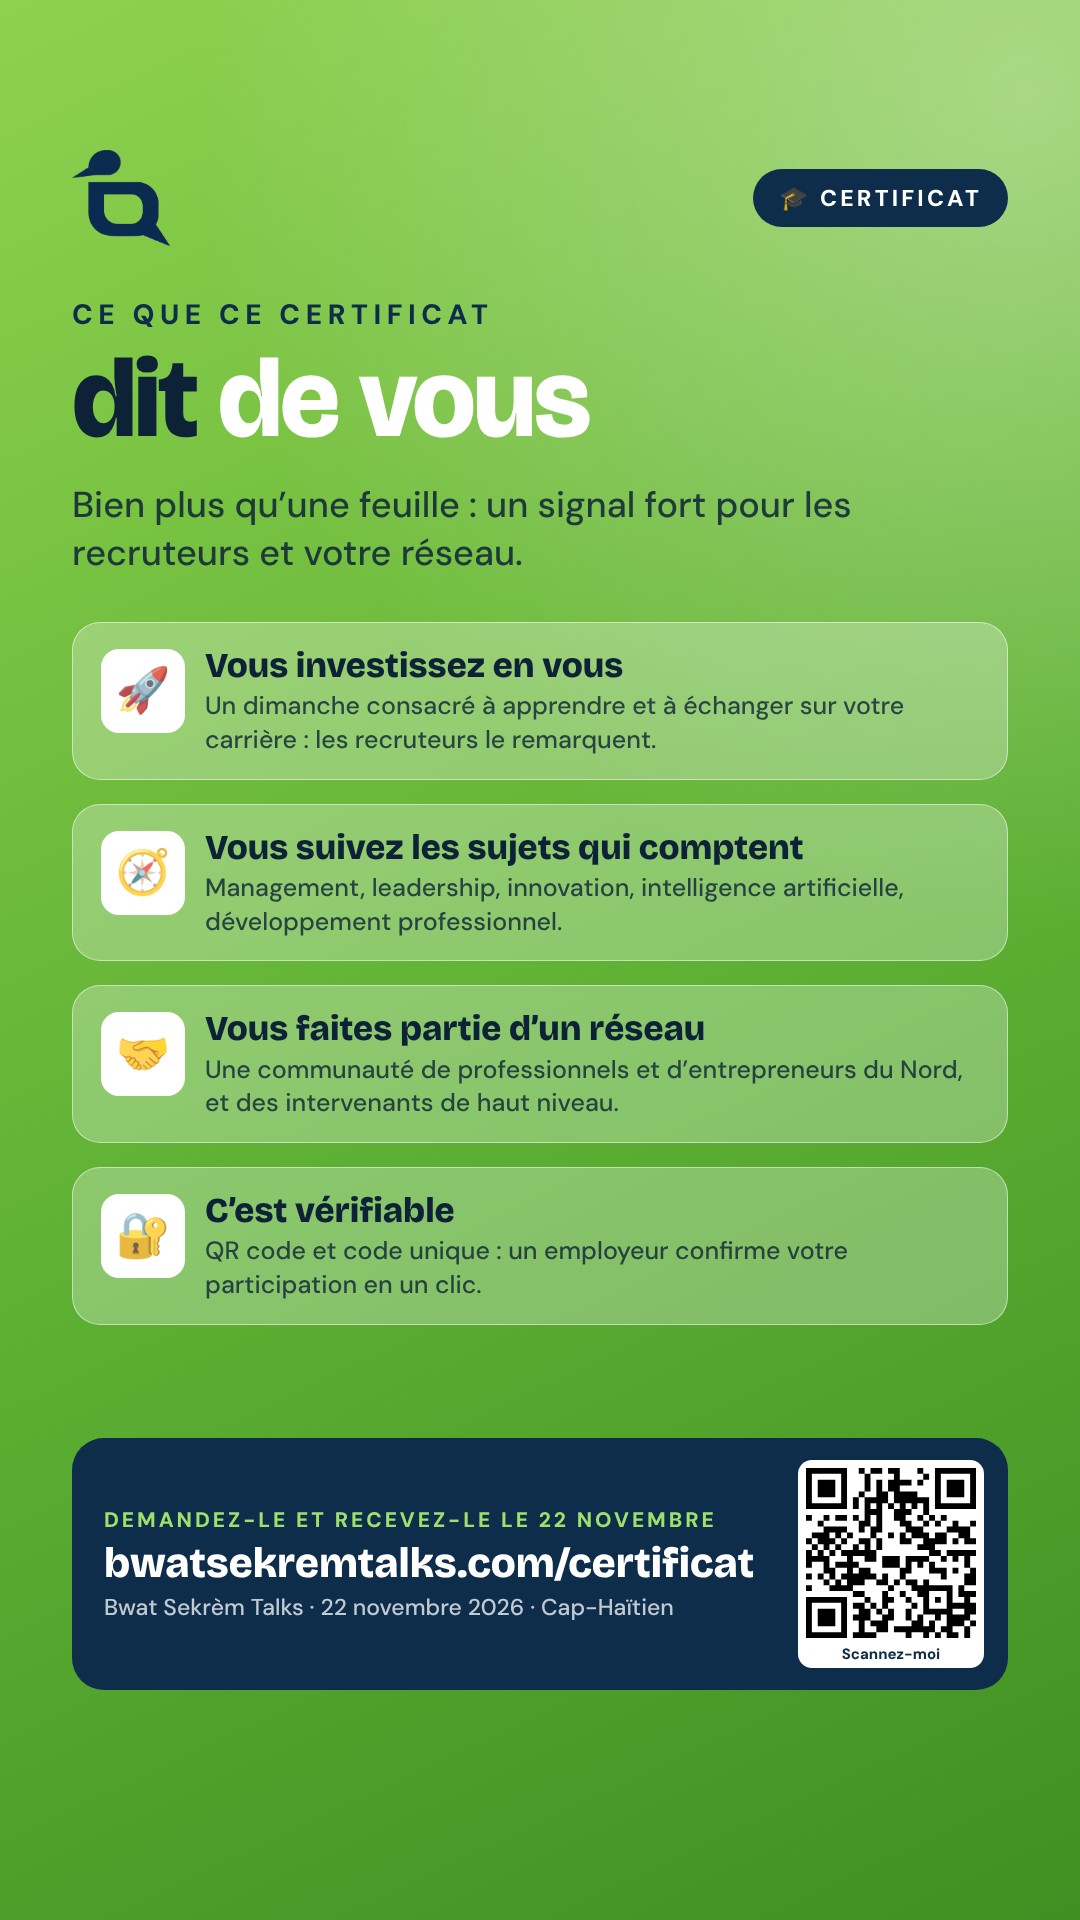 CERTIFICAT
CE QUE CE CERTIFICAT
dit de vous
Bien plus qu’une feuille : un signal fort pour les
recruteurs et votre réseau.
Vous investissez en vous
Un dimanche consacré à apprendre et à échanger sur votre
carrière : les recruteurs le remarquent.
Vous suivez les sujets qui comptent
Management, leadership, innovation, intelligence artificielle,
développement professionnel.
Vous faites partie d’un réseau
Une communauté de professionnels et d’entrepreneurs du Nord,
et des intervenants de haut niveau.
C’est vérifiable
QR code et code unique : un employeur confirme votre
participation en un clic.
DEMANDEZ-LE ET RECEVEZ-LE LE 22 NOVEMBRE
bwatsekremtalks.com/certificat
Bwat Sekrèm Talks · 22 novembre 2026 · Cap-Haïtien
Scannez-moi